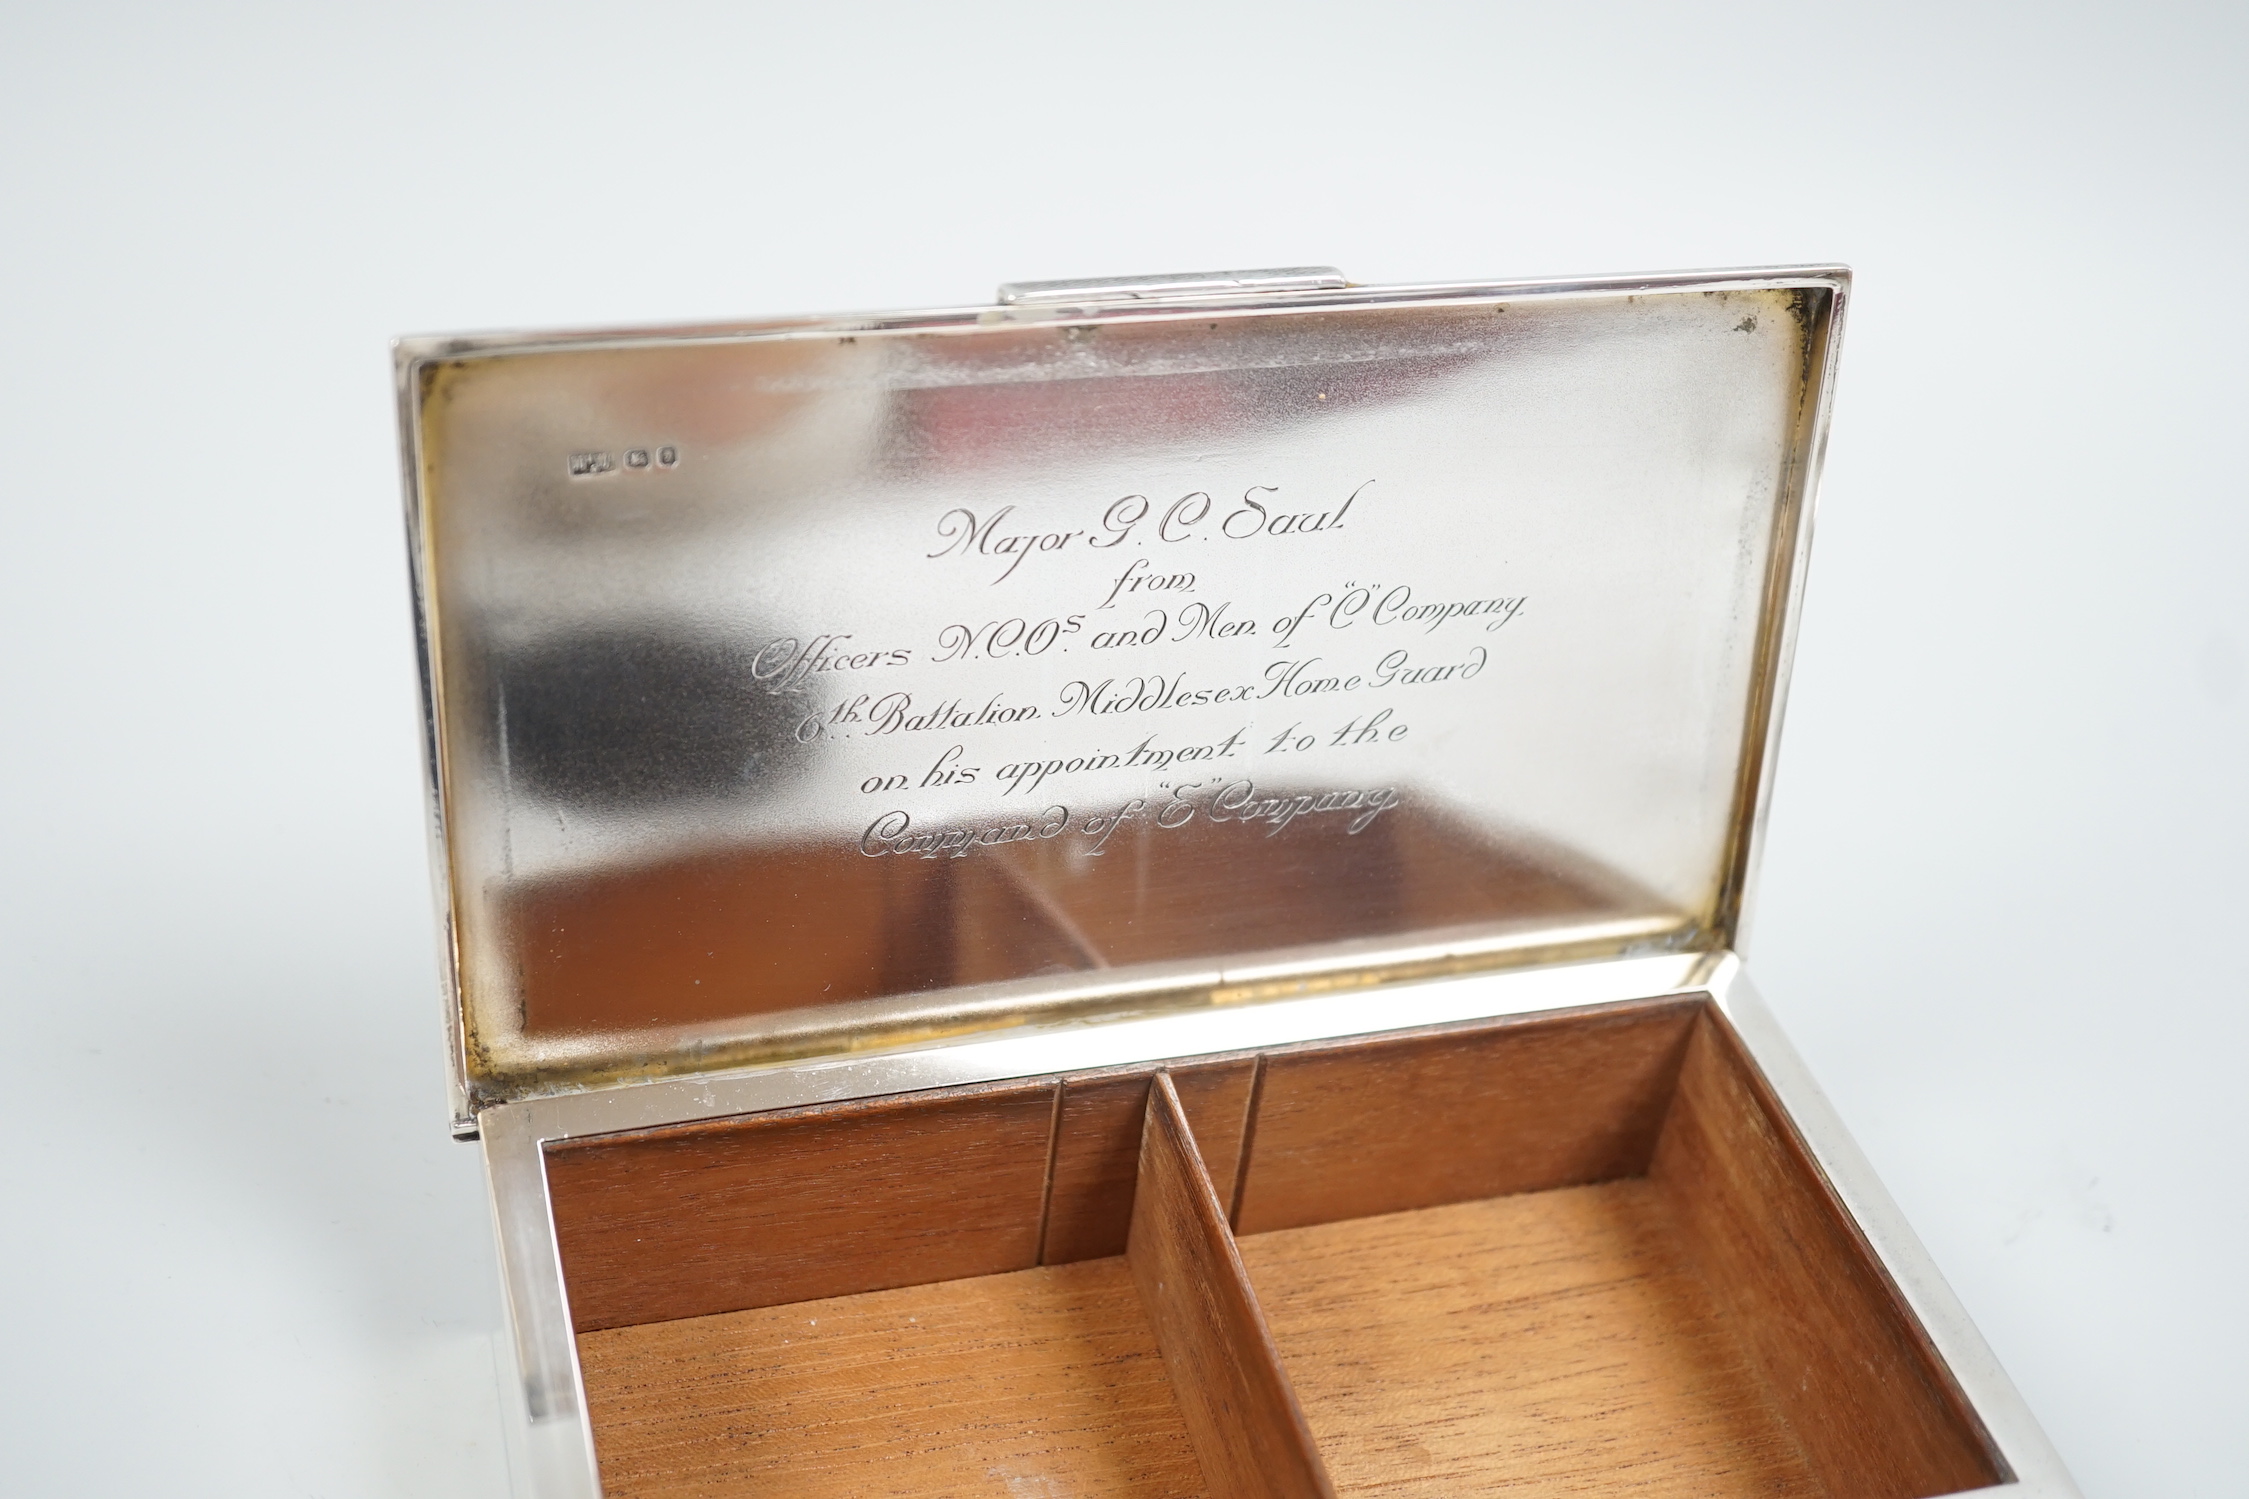 Major G. C. Saul
from
Officers N.C.Os. and Men of "C" Company
6th Battalion Middlesex Home Guard
on his appointment to the
Command of "E" Company